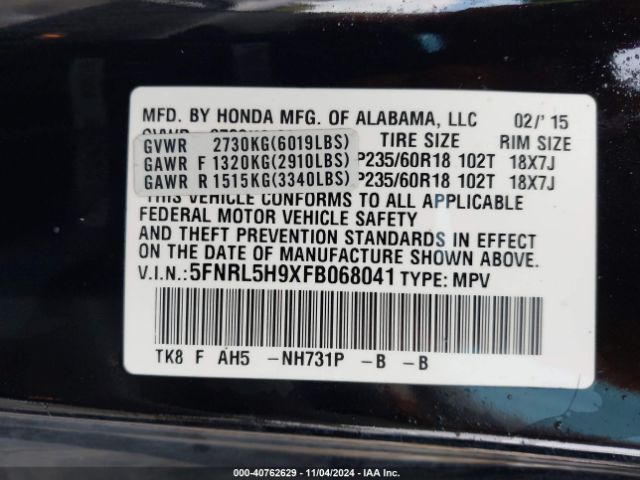 MFD. BY HONDA MFG. OF ALABAMA, LLC 02/'15
TIRE SIZE RIM SIZE
GVWR 2730KG(6019LBS)
GAWR F 1320KG(2910LBS) P235/60R18 102T 18X7J
GAWR R 1515KG(3340LBS) P235/60R18 102T 18X7J
THIS VEHICLE CONFORMS TO ALL APPLICABLE
FEDERAL MOTOR VEHICLE SAFETY
AND THEFT PREVENTION STANDARDS IN EFFECT
ON THE DATE OF MANUFACTURE SHOWN ABOVE.
V.I.N.: 5FNRL5H9XFB068041 TYPE: MPV
TK8 F AH5 -NH731P -B -B
000-40762629 - 11/04/2024 - IAAI.COM